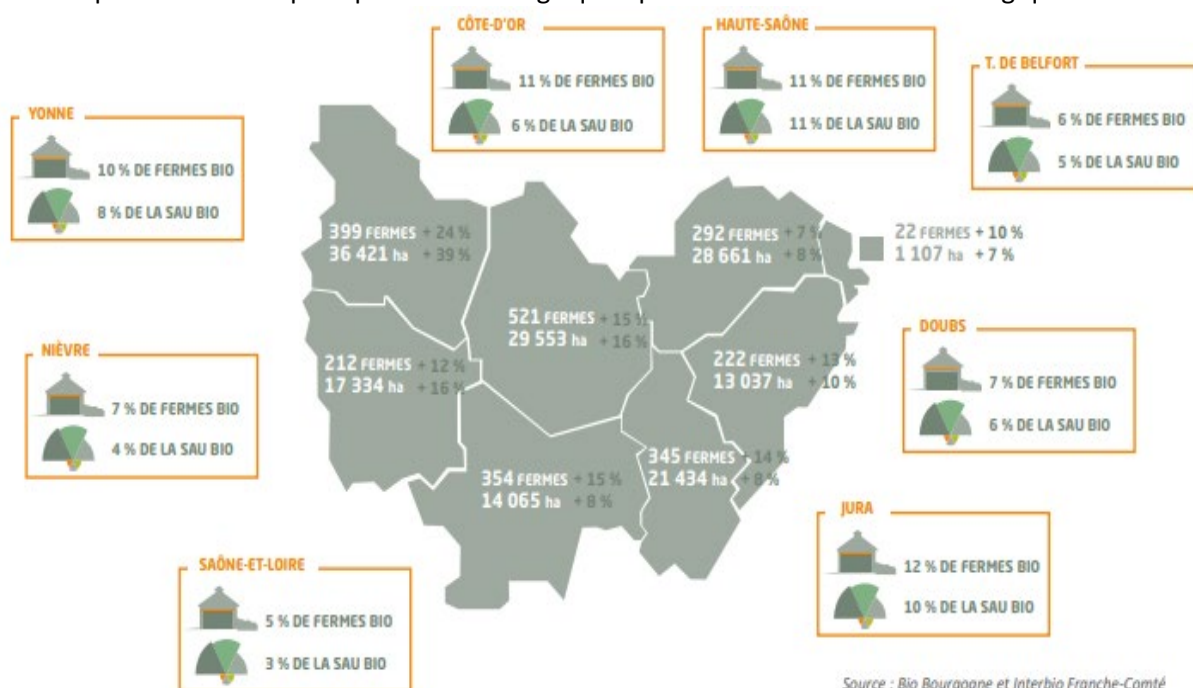 CÔTE-D'OR
11 % DE FERMES BIO
6 % DE LA SAU BIO
HAUTE-SAÔNE
11 % DE FERMES BIO
11 % DE LA SAU BIO
T. DE BELFORT
6 % DE FERMES BIO
5 % DE LA SAU BIO
YONNE
10 % DE FERMES BIO
8 % DE LA SAU BIO
399 FERMES + 24 %
36 421 ha + 39 %
292 FERMES + 7 %
28 661 ha + 8 %
22 FERMES + 10 %
1 107 ha + 7 %
521 FERMES + 15 %
29 553 ha + 16 %
NIÈVRE
7 % DE FERMES BIO
4 % DE LA SAU BIO
212 FERMES + 12 %
17 334 ha + 16 %
222 FERMES + 13 %
13 037 ha + 10 %
DOUBS
7 % DE FERMES BIO
6 % DE LA SAU BIO
354 FERMES + 15 %
14 065 ha + 8 %
345 FERMES + 14 %
21 434 ha + 8 %
JURA
12 % DE FERMES BIO
10 % DE LA SAU BIO
SAÔNE-ET-LOIRE
5 % DE FERMES BIO
3 % DE LA SAU BIO
Source : Bio Bourgogne et Interbio Franche-Comté